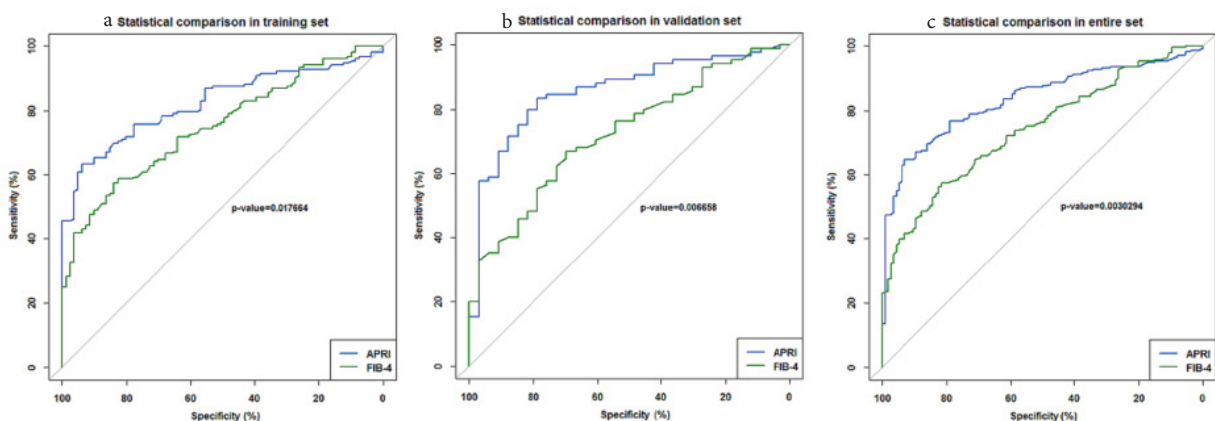 a
Statistical comparison in training set
100
80
60
40
20
0
Sensitivity (%)
p-value=0.017664
APRI
FIB-4
100 80 60 40 20 0
Specificity (%)
b
Statistical comparison in validation set
100
80
60
40
20
0
Sensitivity (%)
p-value=0.006658
APRI
FIB-4
100 80 60 40 20 0
Specificity (%)
c
Statistical comparison in entire set
100
80
60
40
20
0
Sensitivity (%)
p-value=0.0030294
APRI
FIB-4
100 80 60 40 20 0
Specificity (%)